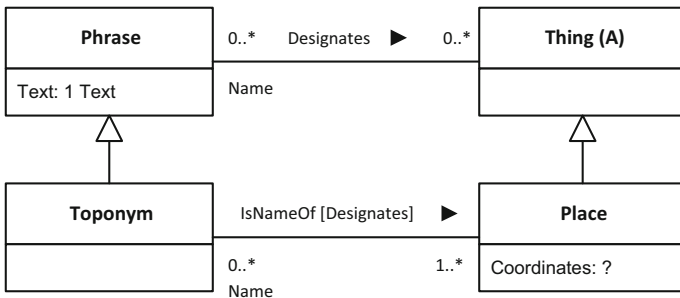 Phrase
0..* Designates ► 0..*
Thing (A)
Text: 1 Text
Name
Toponym
IsNameOf [Designates] ►
Place
0..* 1..*
Coordinates: ?
Name